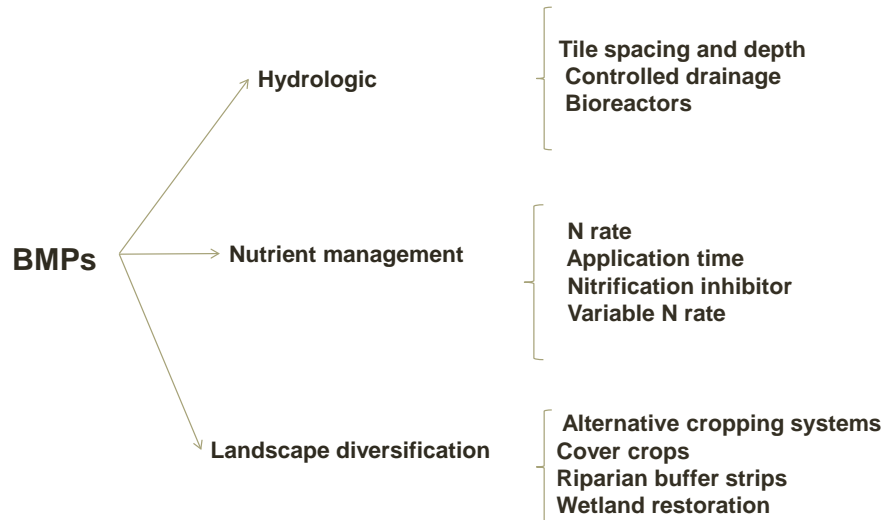 Hydrologic
Tile spacing and depth
Controlled drainage
Bioreactors
BMPs
Nutrient management
N rate
Application time
Nitrification inhibitor
Variable N rate
Landscape diversification
Alternative cropping systems
Cover crops
Riparian buffer strips
Wetland restoration